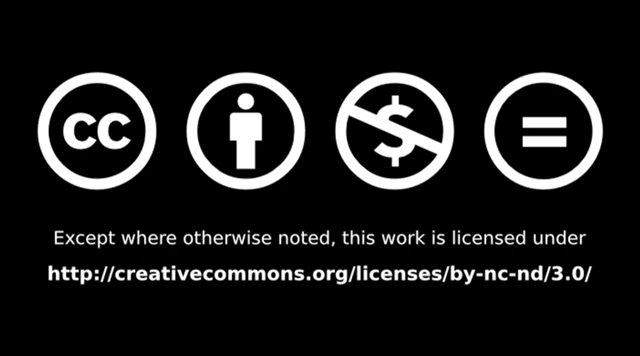 cc
$
=
Except where otherwise noted, this work is licensed under
http://creativecommons.org/licenses/by-nc-nd/3.0/